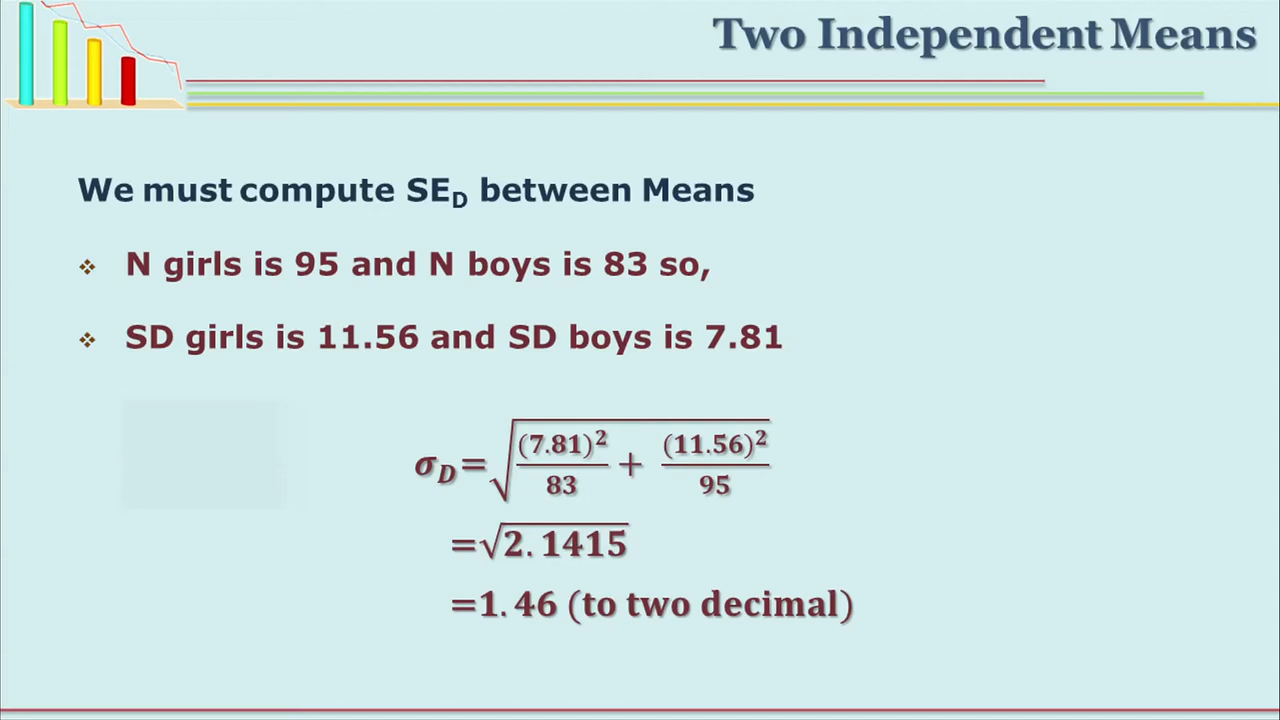 Two Independent Means
We must compute SE_D between Means
❖ N girls is 95 and N boys is 83 so,
❖ SD girls is 11.56 and SD boys is 7.81
σ_D = √((7.81)²/83 + (11.56)²/95)
=√2.1415
=1.46 (to two decimal)